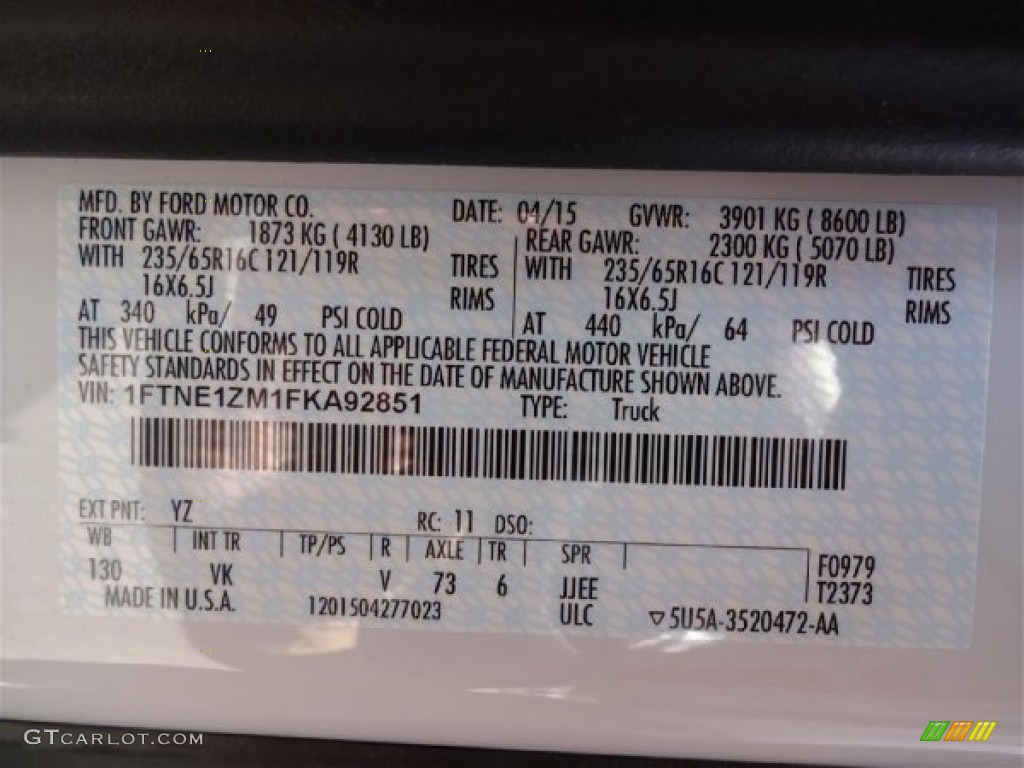 MFD. BY FORD MOTOR CO. DATE: 04/15 GVWR: 3901 KG ( 8600 LB)
FRONT GAWR: 1873 KG ( 4130 LB) REAR GAWR: 2300 KG ( 5070 LB)
WITH 235/65R16C 121/119R TIRES WITH 235/65R16C 121/119R TIRES
16X6.5J RIMS 16X6.5J RIMS
AT 340 kPa/ 49 PSI COLD AT 440 kPa/ 64 PSI COLD
THIS VEHICLE CONFORMS TO ALL APPLICABLE FEDERAL MOTOR VEHICLE
SAFETY STANDARDS IN EFFECT ON THE DATE OF MANUFACTURE SHOWN ABOVE.
VIN: 1FTNE1ZM1FKA92851 TYPE: Truck
EXT PNT: YZ RC: 11 DSO:
WB INT TR TP/PS R AXLE TR SPR F0979
130 VK V 73 6 JJEE T2373
MADE IN U.S.A. 1201504277023 ULC ▽5U5A-3520472-AA
GTCARLOT.COM